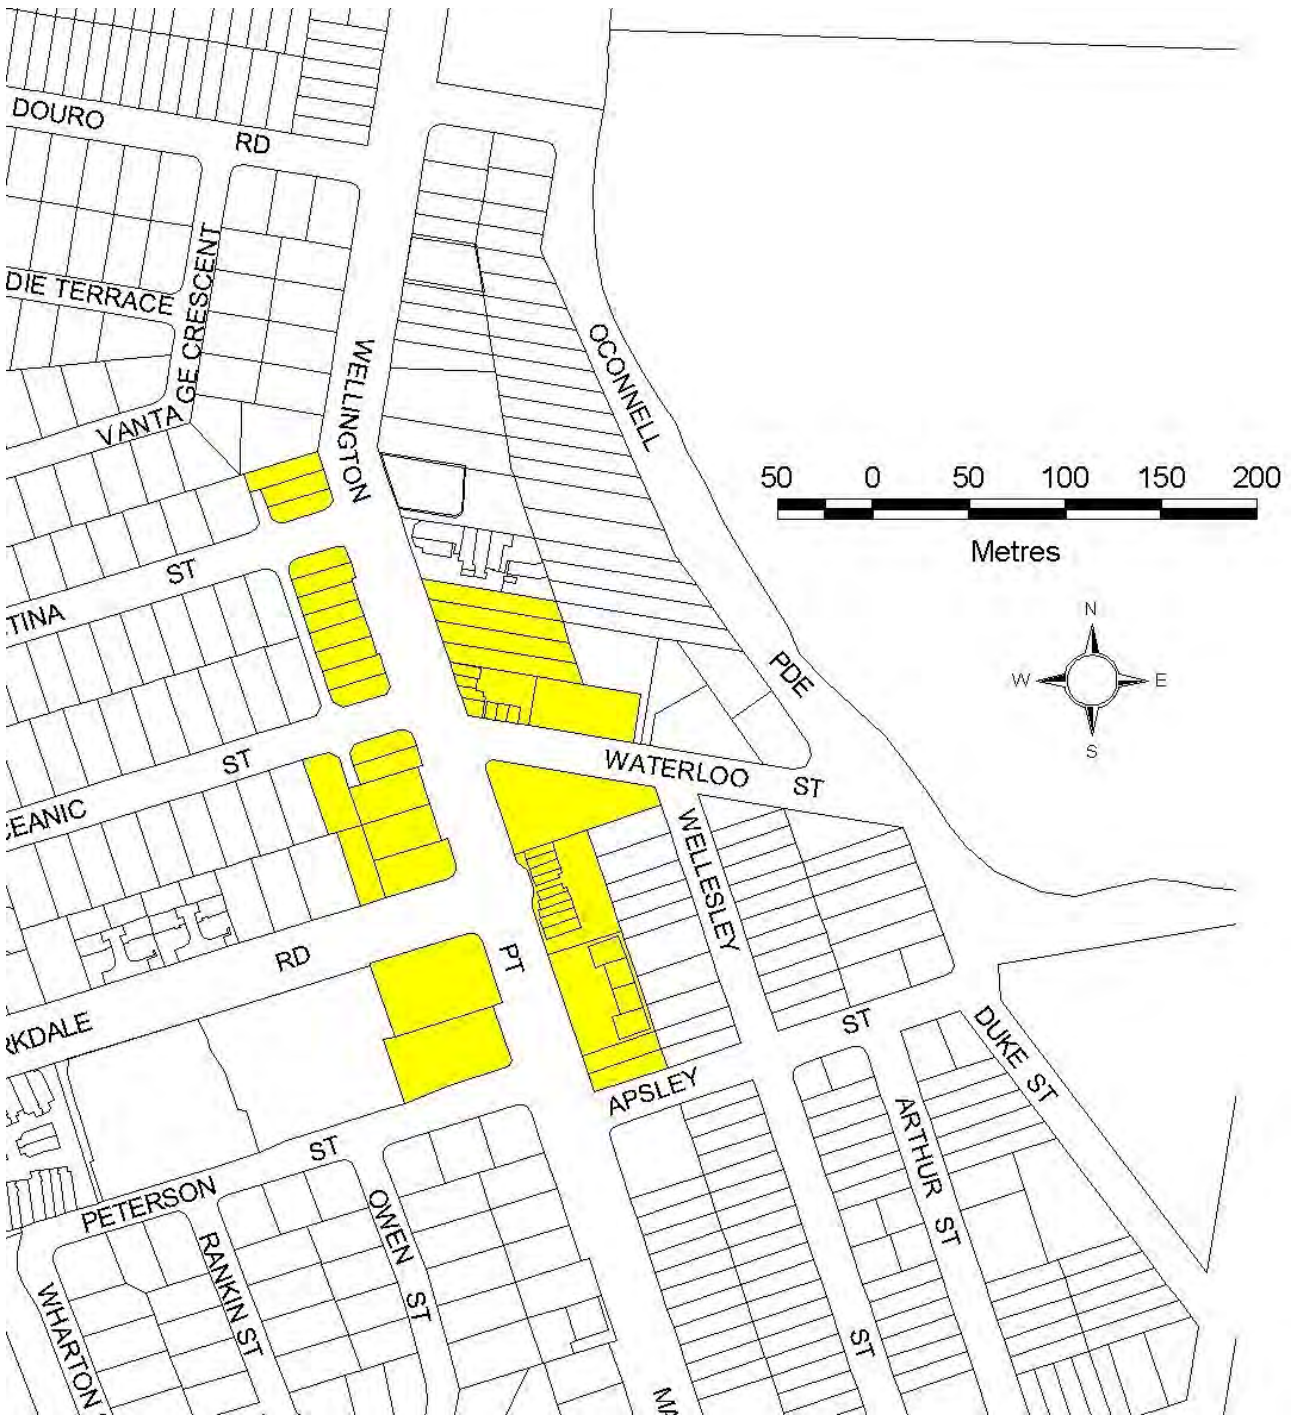 DOURO
RD
DIE TERRACE
GE CRESCENT
VANTA
WELLINGTON
OCONNELL
50 0 50 100 150 200
Metres
N
W E
S
ST
TINA
PDE
ST
CEANIC
WATERLOO ST
WELLESLEY
PT
RD
RKDALE
ST
DUKE ST
APSLEY
ARTHUR ST
ST
PETERSON
OWEN ST
RANKIN ST
WHARTON
ST
MA